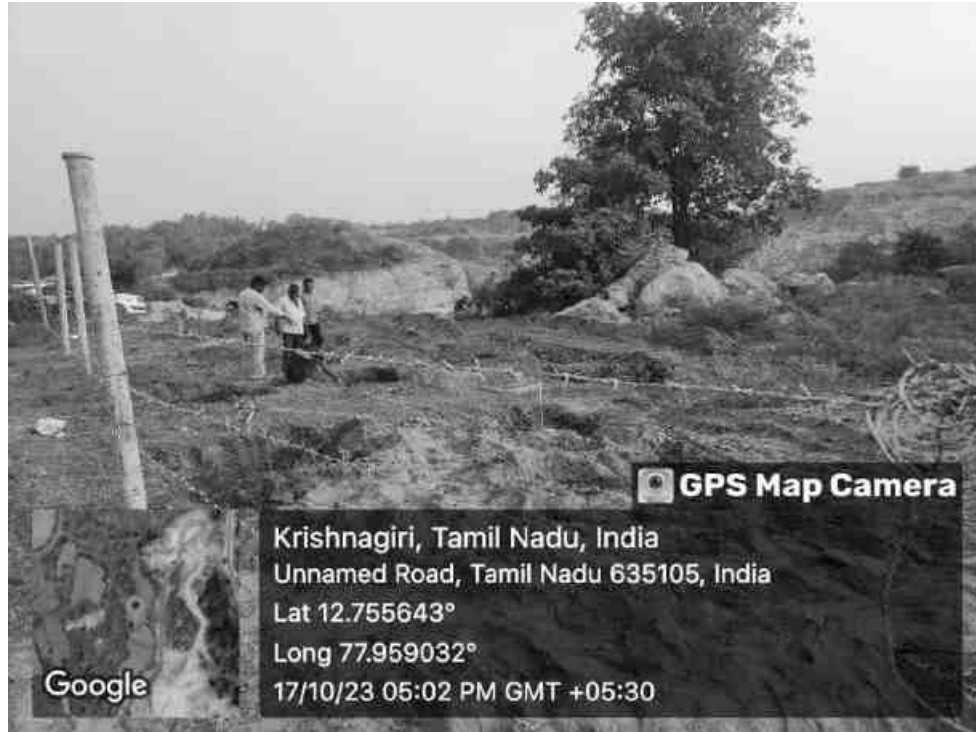 GPS Map Camera
Krishnagiri, Tamil Nadu, India
Unnamed Road, Tamil Nadu 635105, India
Lat 12.755643°
Long 77.959032°
17/10/23 05:02 PM GMT +05:30
Google